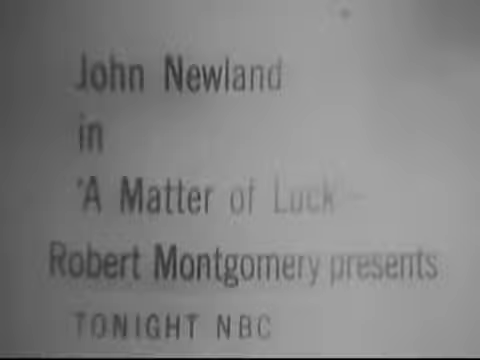 John Newland
in
'A Matter of Luck' -
Robert Montgomery presents
TONIGHT NBC